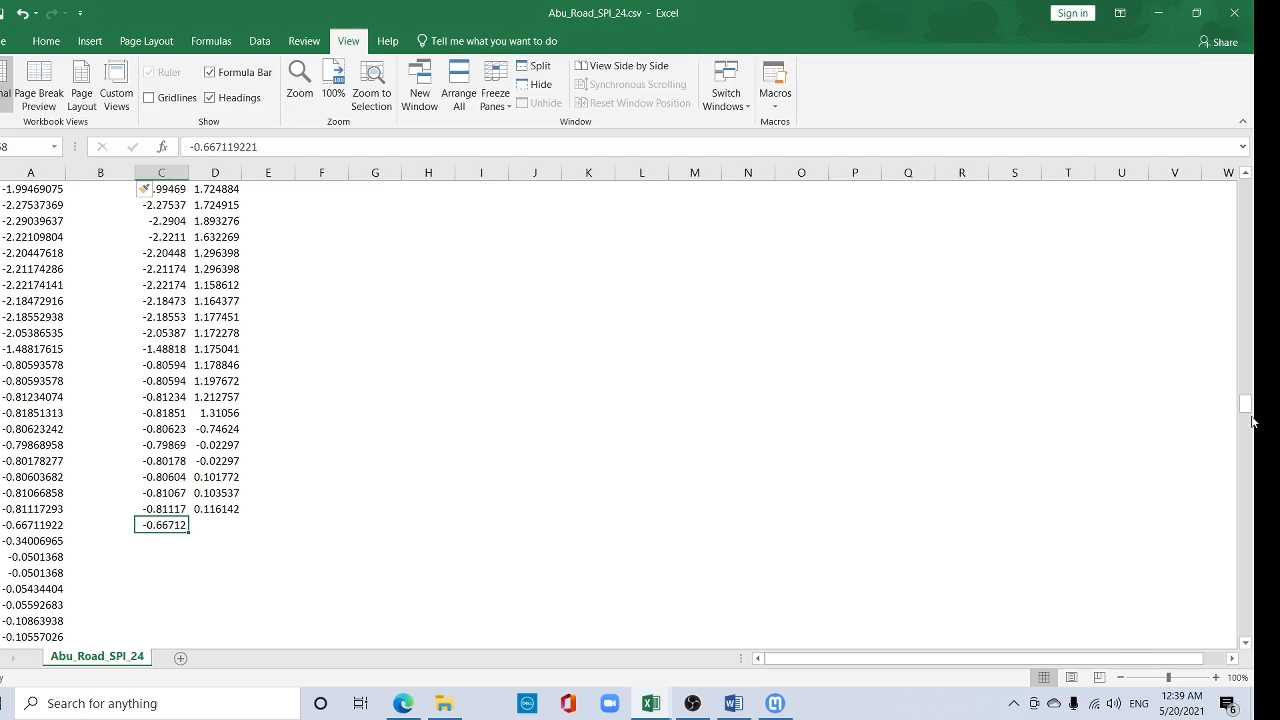 Abu_Road_SPI_24.csv - Excel
Sign in
Home Insert Page Layout Formulas Data Review View Help Tell me what you want to do
Share
Ruler Formula Bar
Gridlines Headings
Page Break Preview
Page Layout
Custom Views
Workbook Views
Show
Zoom
100%
Zoom to Selection
Zoom
New Window
Arrange All
Freeze Panes
Split
Hide
Unhide
View Side by Side
Synchronous Scrolling
Reset Window Position
Window
Switch Windows
Macros
Macros
fx -0.667119221
A B C D E F G H I J K L M N O P Q R S T U V W
-1.99469075 .99469 1.724884
-2.27537369 -2.27537 1.724915
-2.29039637 -2.2904 1.893276
-2.22109804 -2.2211 1.632269
-2.20447618 -2.20448 1.296398
-2.21174286 -2.21174 1.296398
-2.22174141 -2.22174 1.158612
-2.18472916 -2.18473 1.164377
-2.18552938 -2.18553 1.177451
-2.05386535 -2.05387 1.172278
-1.48817615 -1.48818 1.175041
-0.80593578 -0.80594 1.178846
-0.80593578 -0.80594 1.197672
-0.81234074 -0.81234 1.212757
-0.81851313 -0.81851 1.31056
-0.80623242 -0.80623 -0.74624
-0.79868958 -0.79869 -0.02297
-0.80178277 -0.80178 -0.02297
-0.80603682 -0.80604 0.101772
-0.81066858 -0.81067 0.103537
-0.81117293 -0.81117 0.116142
-0.66711922 -0.66712
-0.34006965
-0.0501368
-0.0501368
-0.05434404
-0.05592683
-0.10863938
-0.10557026
Abu_Road_SPI_24
100%
Search for anything
DELL
ENG
12:39 AM
5/20/2021
6